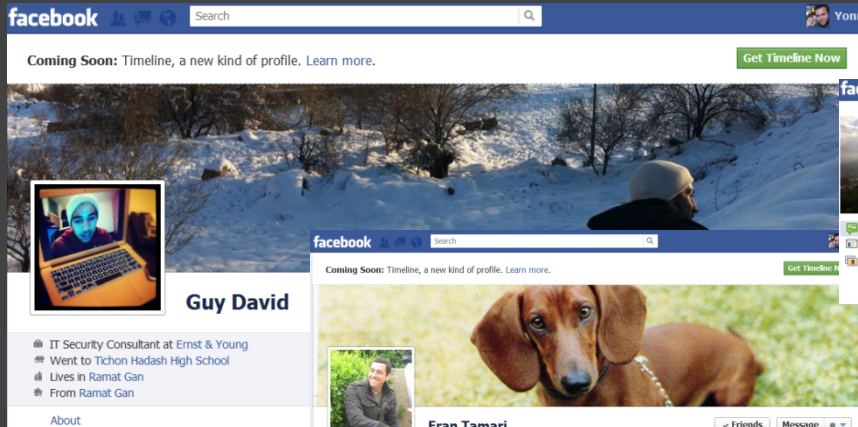 facebook
Search
Coming Soon: Timeline, a new kind of profile. Learn more.
Get Timeline Now
Guy David
IT Security Consultant at Ernst & Young
Went to Tichon Hadash High School
Lives in Ramat Gan
From Ramat Gan
About
facebook
Search
Coming Soon: Timeline, a new kind of profile. Learn more.
Get Timeline
Eran Tamari
Friends
Message